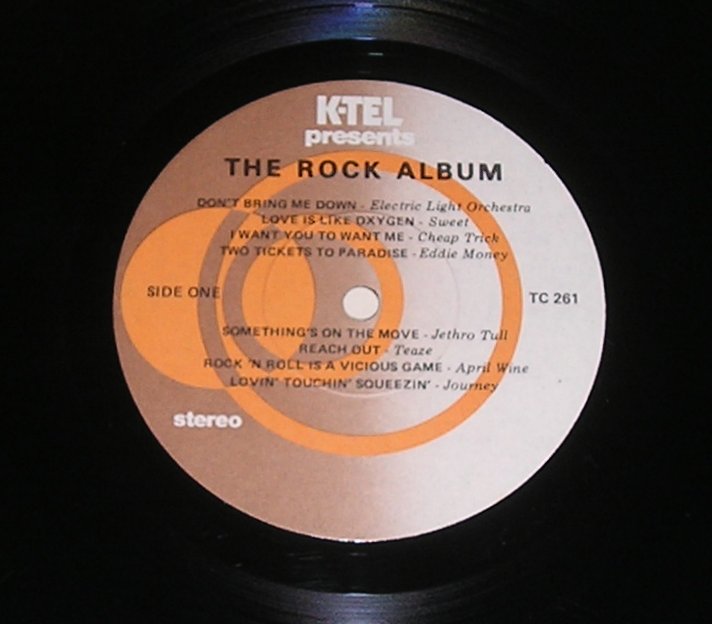 K-TEL
presents
THE ROCK ALBUM
DON'T BRING ME DOWN - Electric Light Orchestra
LOVE IS LIKE OXYGEN - Sweet
I WANT YOU TO WANT ME - Cheap Trick
TWO TICKETS TO PARADISE - Eddie Money
SIDE ONE
TC 261
SOMETHING'S ON THE MOVE - Jethro Tull
REACH OUT - Teaze
ROCK 'N ROLL IS A VICIOUS GAME - April Wine
LOVIN' TOUCHIN' SQUEEZIN' - Journey
stereo